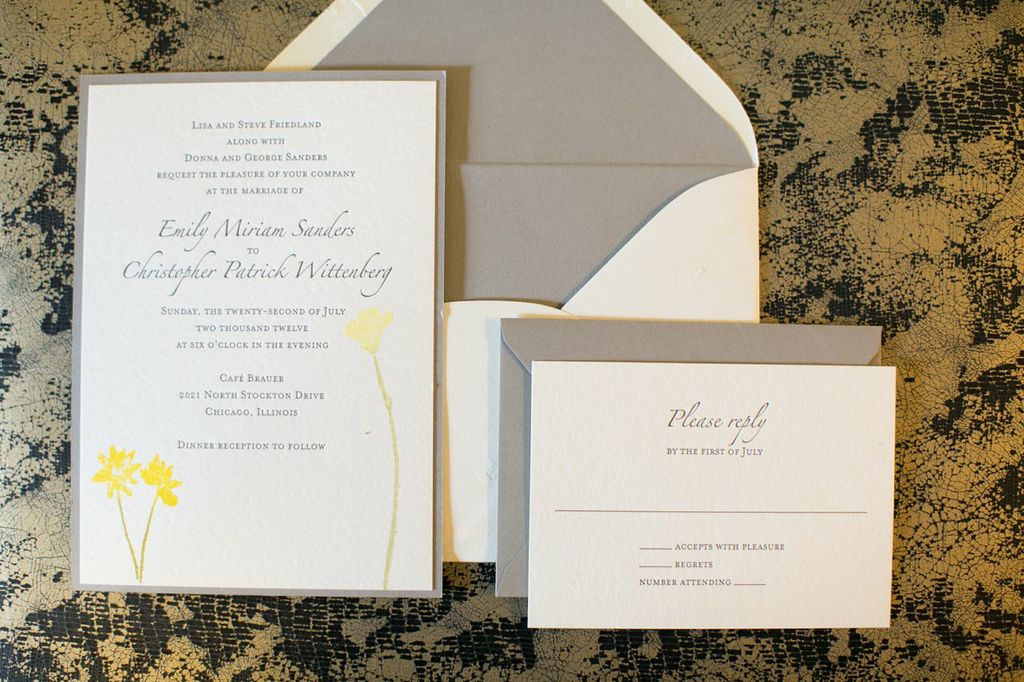 Lisa and Steve Friedland
along with
Donna and George Sanders
request the pleasure of your company
at the marriage of
Emily Miriam Sanders
to
Christopher Patrick Wittenberg
Sunday, the twenty-second of July
two thousand twelve
at six o'clock in the evening
Café Brauer
2021 North Stockton Drive
Chicago, Illinois
Dinner reception to follow
Please reply
by the first of July
accepts with pleasure
regrets
number attending